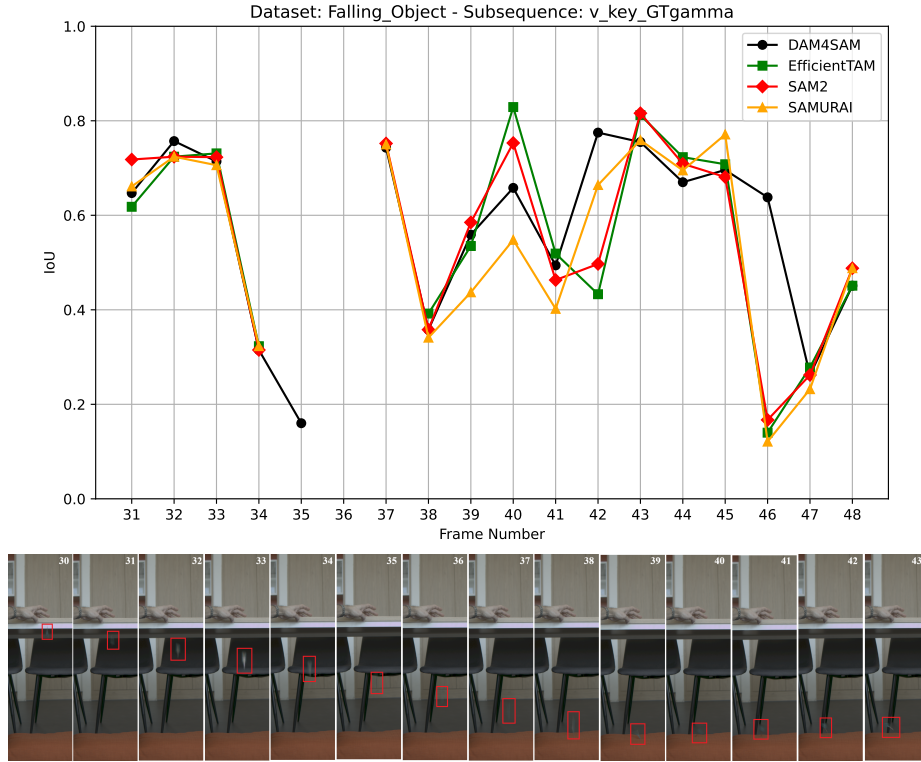 Dataset: Falling_Object - Subsequence: v_key_GTgamma
1.0
0.8
0.6
0.4
0.2
0.0
IoU
DAM4SAM
EfficientTAM
SAM2
SAMURAI
31 32 33 34 35 36 37 38 39 40 41 42 43 44 45 46 47 48
Frame Number
30 31 32 33 34 35 36 37 38 39 40 41 42 43